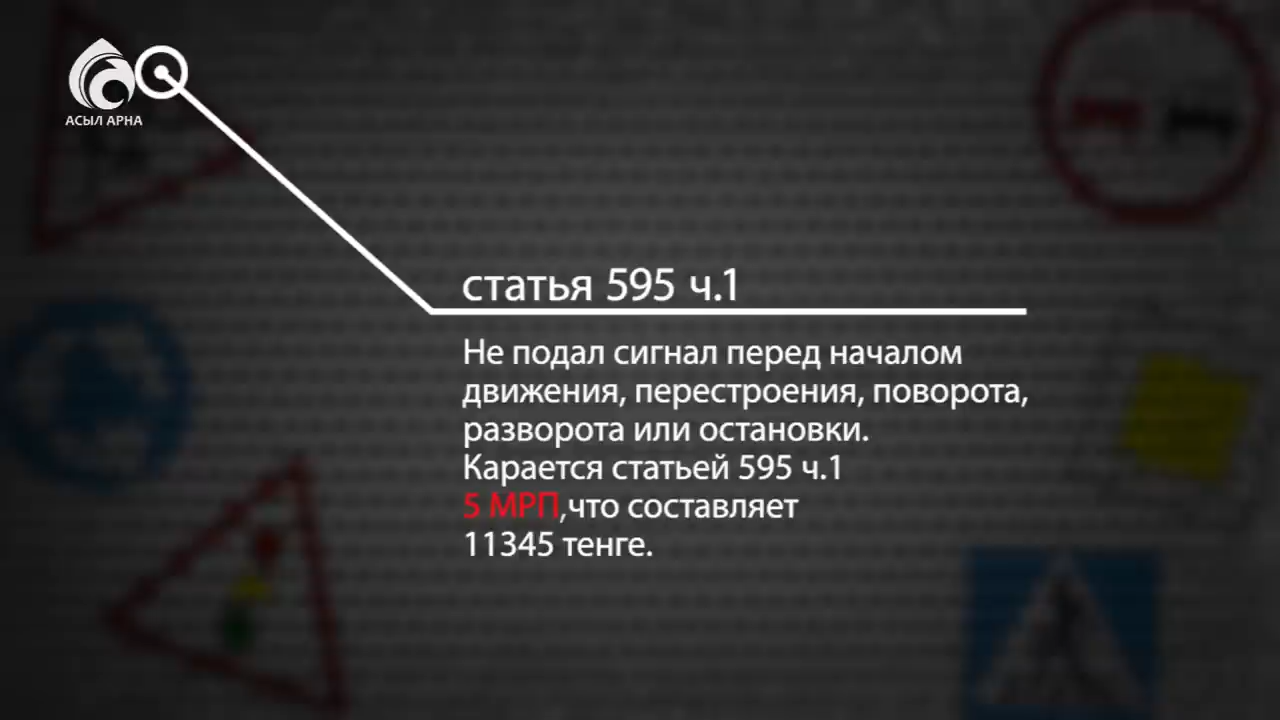 АСЫЛ АРНА
статья 595 ч.1
Не подал сигнал перед началом
движения, перестроения, поворота,
разворота или остановки.
Карается статьей 595 ч.1
5 МРП,что составляет
11345 тенге.